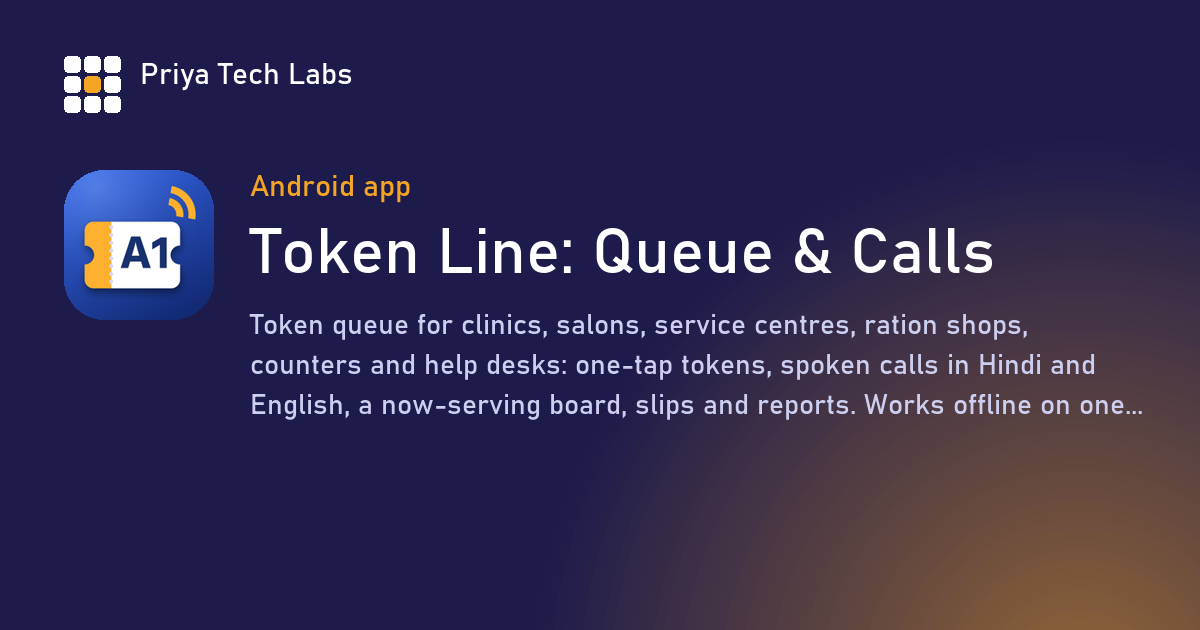 Priya Tech Labs
Android app
A1
Token Line: Queue & Calls
Token queue for clinics, salons, service centres, ration shops,
counters and help desks: one-tap tokens, spoken calls in Hindi and
English, a now-serving board, slips and reports. Works offline on one…